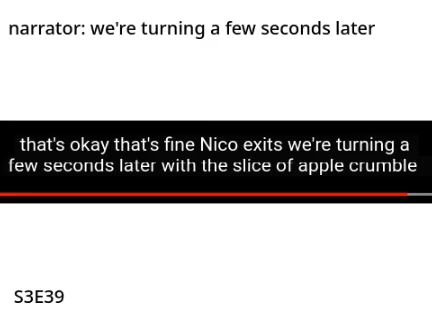 narrator: we're turning a few seconds later
that's okay that's fine Nico exits we're turning a
few seconds later with the slice of apple crumble
S3E39